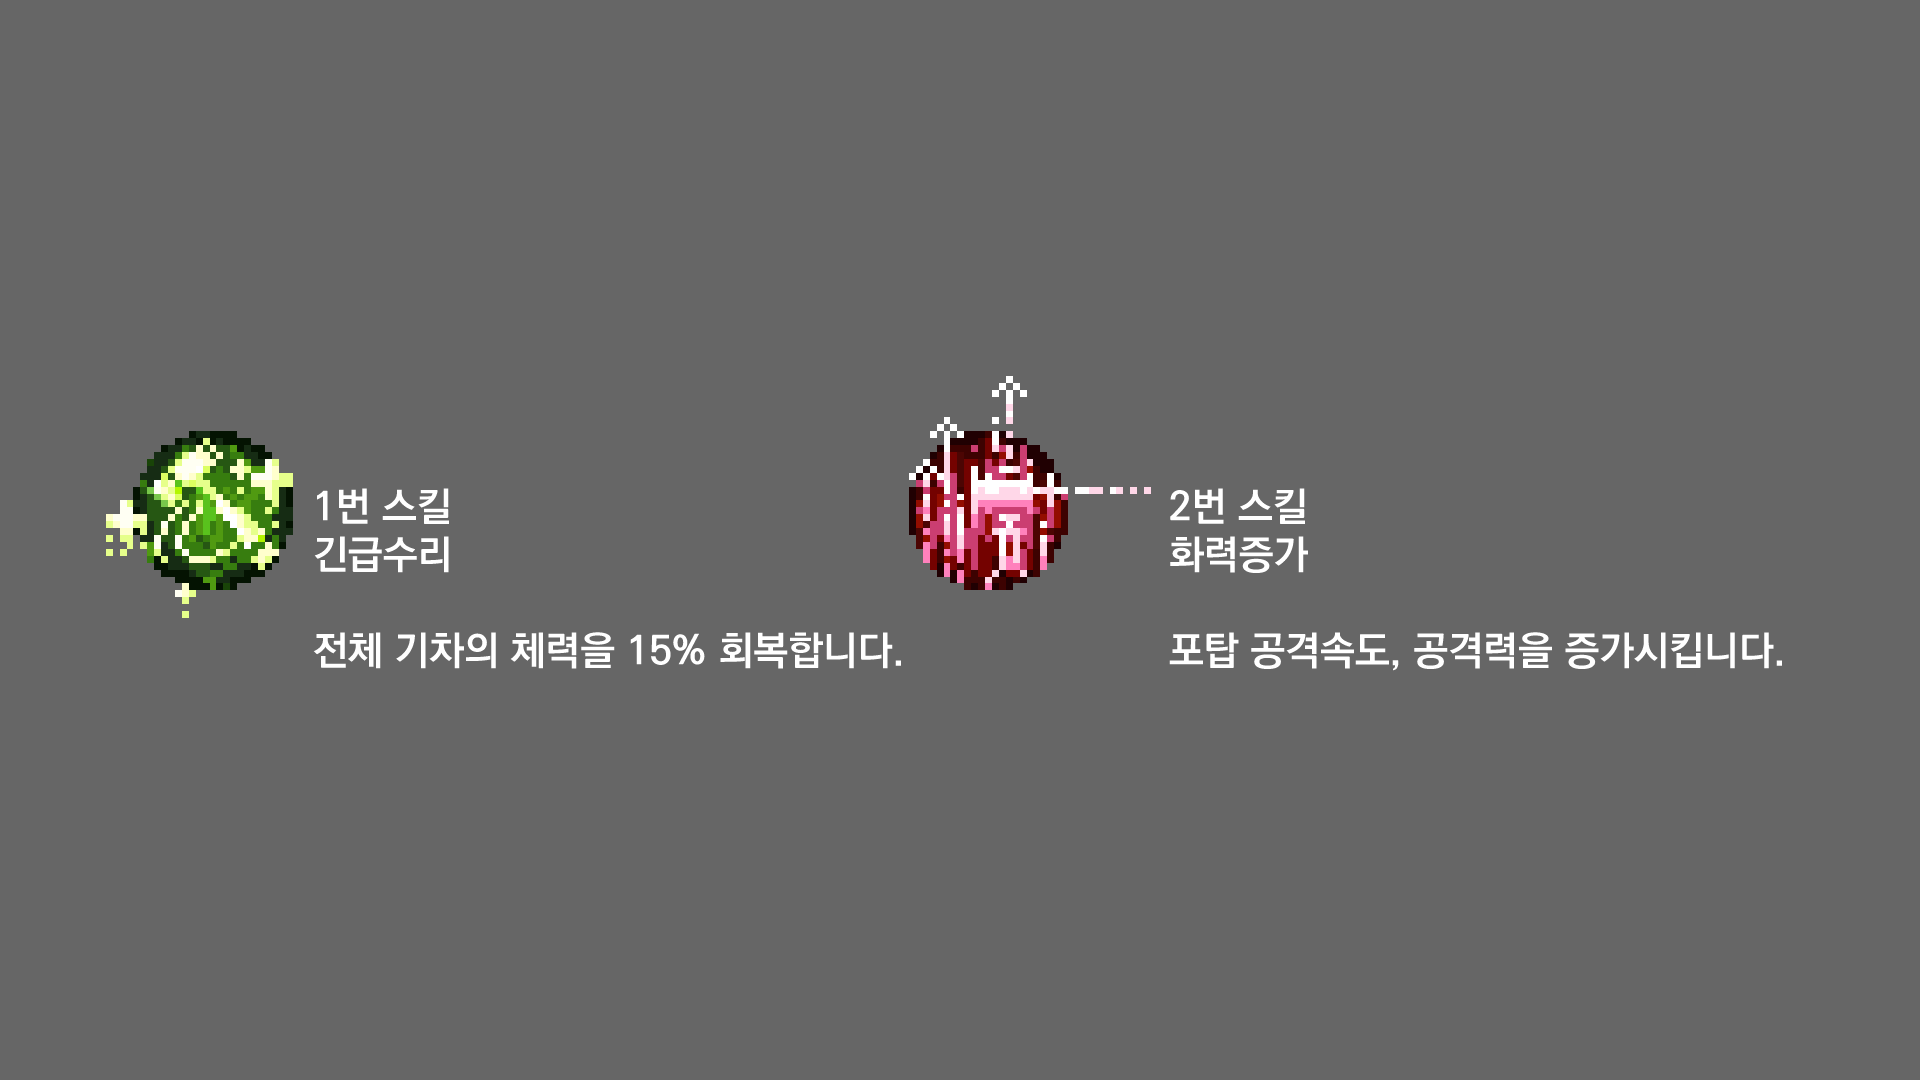 1번 스킬
긴급수리
전체 기차의 체력을 15% 회복합니다.
2번 스킬
화력증가
포탑 공격속도, 공격력을 증가시킵니다.